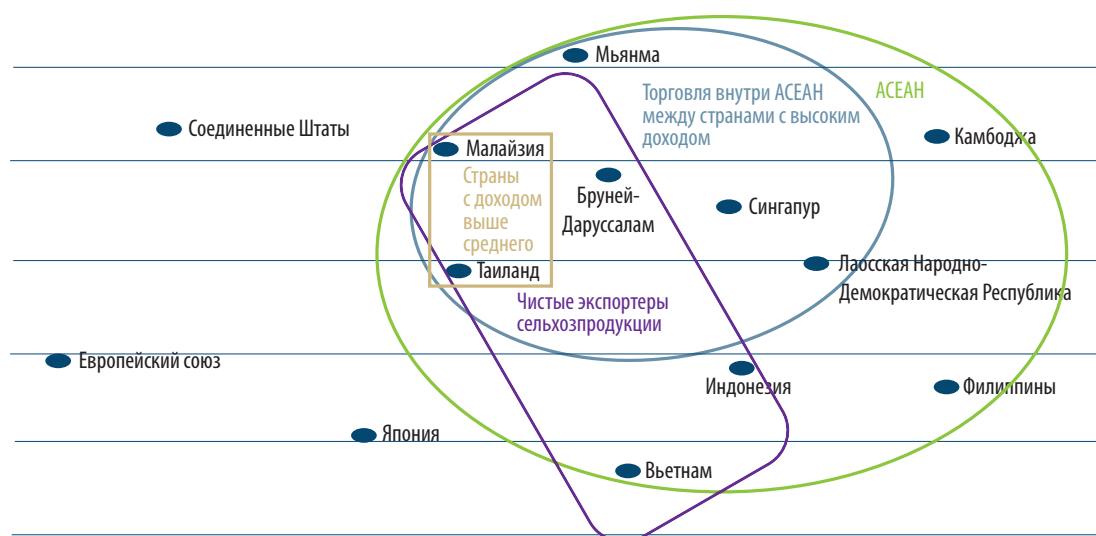 Мьянма
Торговля внутри АСЕАН
между странами с высоким
доходом
АСЕАН
Соединенные Штаты
Камбоджа
Малайзия
Страны
с доходом
выше
среднего
Бруней-
Даруссалам
Сингапур
Таиланд
Лаосская Народно-
Демократическая Республика
Чистые экспортеры
сельхозпродукции
Европейский союз
Индонезия
Филиппины
Япония
Вьетнам